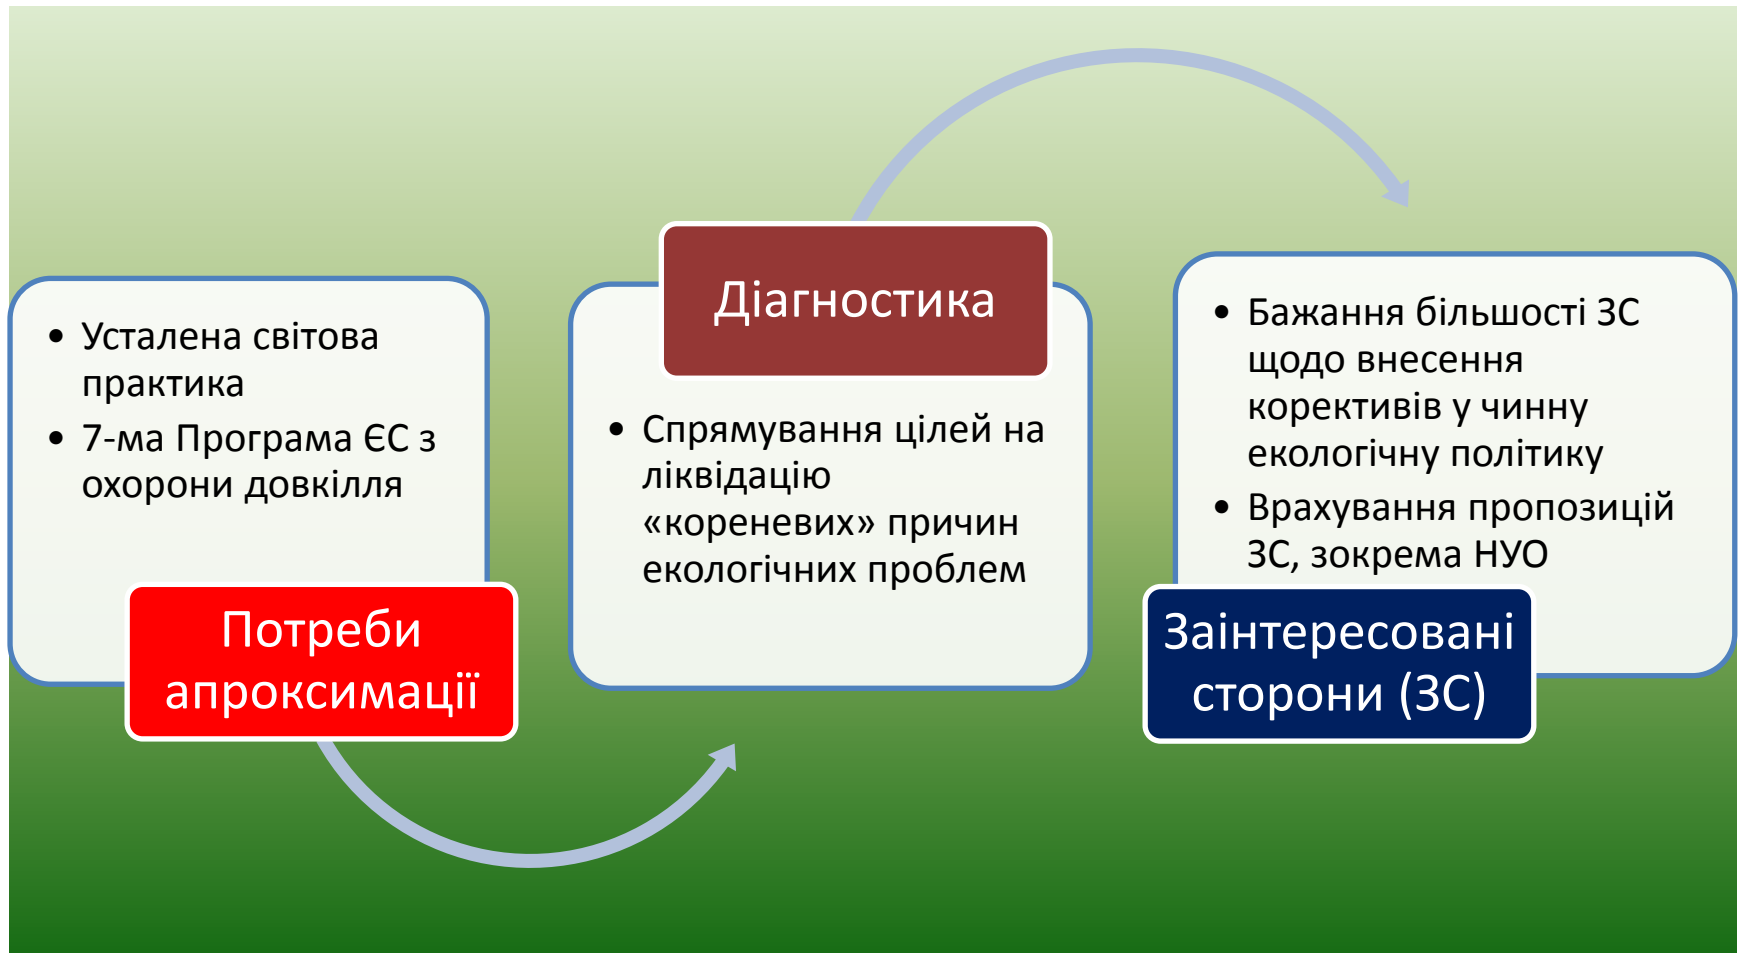 • Усталена світова
практика
• 7-ма Програма ЄС з
охорони довкілля
Потреби
апроксимації
Діагностика
• Спрямування цілей на
ліквідацію
«кореневих» причин
екологічних проблем
• Бажання більшості ЗС
щодо внесення
корективів у чинну
екологічну політику
• Врахування пропозицій
ЗС, зокрема НУО
Заінтересовані
сторони (ЗС)